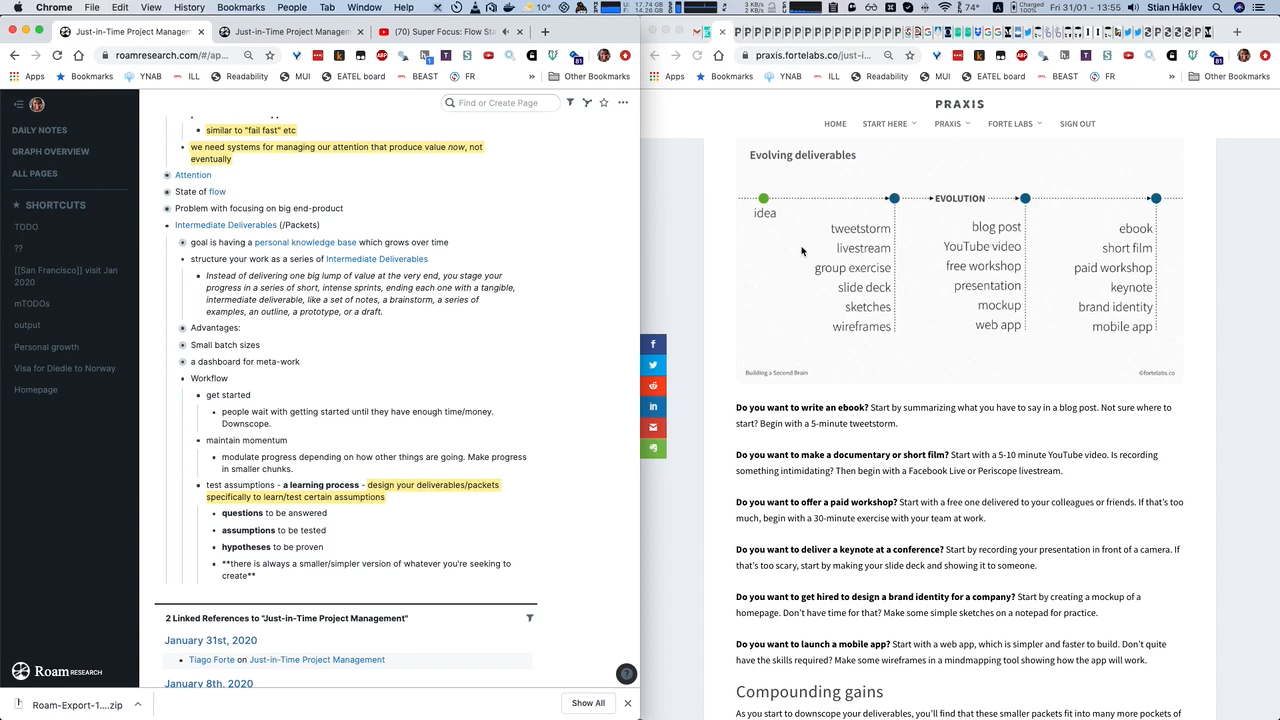 Chrome File Edit View History Bookmarks People Tab Window Help
10° 17.74 GB 14.26 GB 3 KB/s 4 KB/s 74° Charged 100% Fri 31/01 - 13:53 Stian Håklev
Just-in-Time Project Managem
Just-in-Time Project Managem
(70) Super Focus: Flow Sta
roamresearch.com/#/ap...
praxis.fortelabs.co/just-i...
Apps Bookmarks YNAB ILL Readability MUI EATEL board BEAST FR » Other Bookmarks
Apps Bookmarks YNAB ILL Readability MUI EATEL board BEAST FR » Other Bookmarks
DAILY NOTES
GRAPH OVERVIEW
ALL PAGES
SHORTCUTS
TODO
??
[[San Francisco]] visit Jan
2020
mTODOs
output
Personal growth
Visa for Diedie to Norway
Homepage
Roam RESEARCH
Find or Create Page
similar to "fail fast" etc
we need systems for managing our attention that produce value now, not
eventually
Attention
State of flow
Problem with focusing on big end-product
Intermediate Deliverables (/Packets)
goal is having a personal knowledge base which grows over time
structure your work as a series of Intermediate Deliverables
Instead of delivering one big lump of value at the very end, you stage your
progress in a series of short, intense sprints, ending each one with a tangible,
intermediate deliverable, like a set of notes, a brainstorm, a series of
examples, an outline, a prototype, or a draft.
Advantages:
Small batch sizes
a dashboard for meta-work
Workflow
get started
people wait with getting started until they have enough time/money.
Downscope.
maintain momentum
modulate progress depending on how other things are going. Make progress
in smaller chunks.
test assumptions - a learning process - design your deliverables/packets
specifically to learn/test certain assumptions
questions to be answered
assumptions to be tested
hypotheses to be proven
**there is always a smaller/simpler version of whatever you're seeking to
create**
2 Linked References to "Just-in-Time Project Management"
January 31st, 2020
Tiago Forte on Just-in-Time Project Management
January 8th, 2020
Roam-Export-1....zip
Show All
PRAXIS
HOME START HERE PRAXIS FORTE LABS SIGN OUT
Evolving deliverables
EVOLUTION
idea
tweetstorm
livestream
group exercise
slide deck
sketches
wireframes
blog post
YouTube video
free workshop
presentation
mockup
web app
ebook
short film
paid workshop
keynote
brand identity
mobile app
Building a Second Brain
©fortelabs.co
Do you want to write an ebook? Start by summarizing what you have to say in a blog post. Not sure where to
start? Begin with a 5-minute tweetstorm.
Do you want to make a documentary or short film? Start with a 5-10 minute YouTube video. Is recording
something intimidating? Then begin with a Facebook Live or Periscope livestream.
Do you want to offer a paid workshop? Start with a free one delivered to your colleagues or friends. If that's too
much, begin with a 30-minute exercise with your team at work.
Do you want to deliver a keynote at a conference? Start by recording your presentation in front of a camera. If
that's too scary, start by making your slide deck and showing it to someone.
Do you want to get hired to design a brand identity for a company? Start by creating a mockup of a
homepage. Don't have time for that? Make some simple sketches on a notepad for practice.
Do you want to launch a mobile app? Start with a web app, which is simpler and faster to build. Don't quite
have the skills required? Make some wireframes in a mindmapping tool showing how the app will work.
Compounding gains
As you start to downscope your deliverables, you'll find that these smaller packets fit into many more pockets of